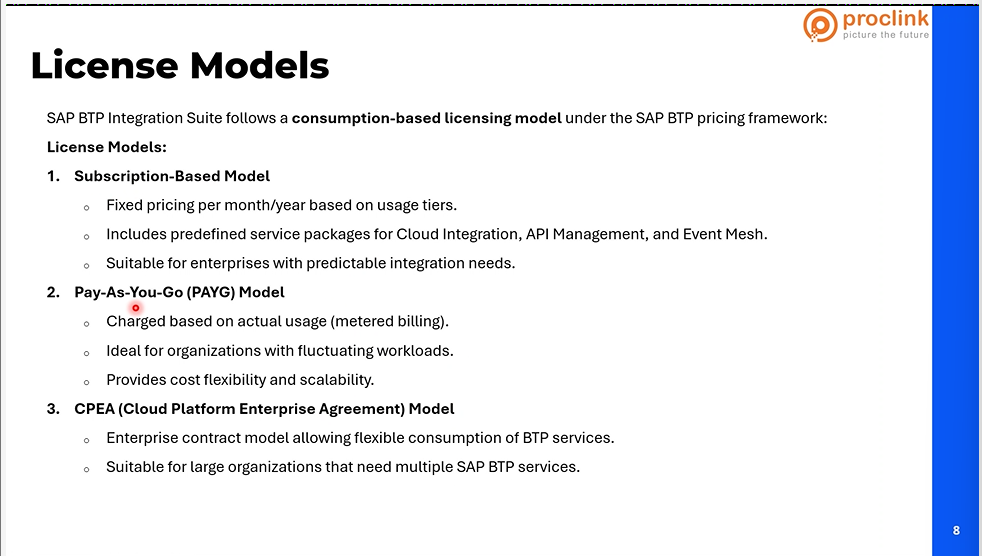 proclink
picture the future
License Models
SAP BTP Integration Suite follows a consumption-based licensing model under the SAP BTP pricing framework:
License Models:
1. Subscription-Based Model
○ Fixed pricing per month/year based on usage tiers.
○ Includes predefined service packages for Cloud Integration, API Management, and Event Mesh.
○ Suitable for enterprises with predictable integration needs.
2. Pay-As-You-Go (PAYG) Model
○ Charged based on actual usage (metered billing).
○ Ideal for organizations with fluctuating workloads.
○ Provides cost flexibility and scalability.
3. CPEA (Cloud Platform Enterprise Agreement) Model
○ Enterprise contract model allowing flexible consumption of BTP services.
○ Suitable for large organizations that need multiple SAP BTP services.
8